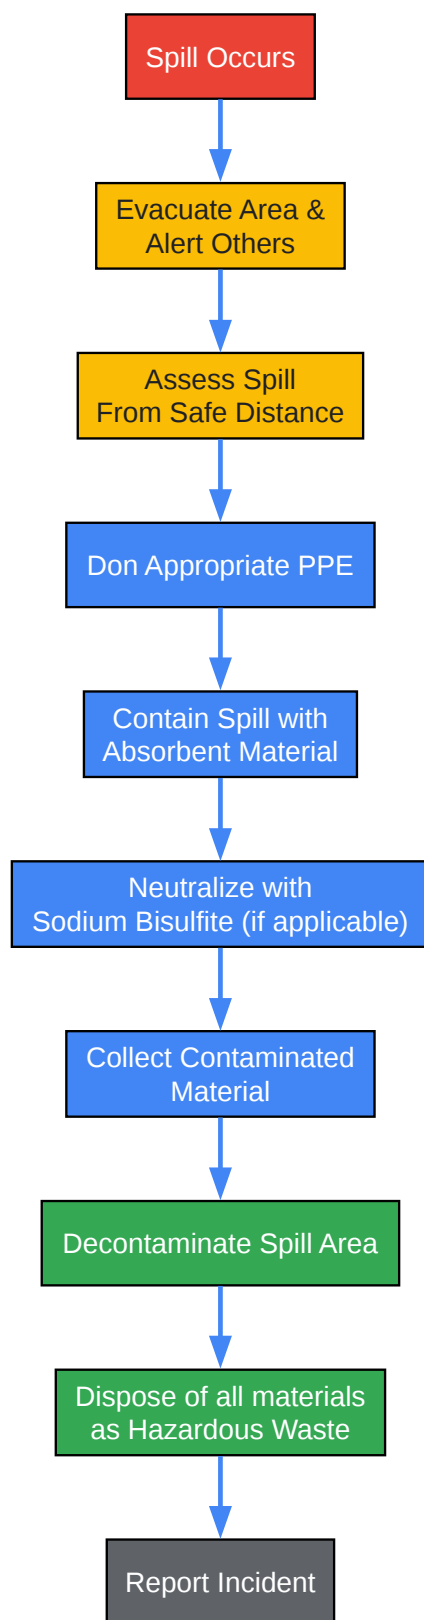 Spill Occurs
Evacuate Area &
Alert Others
Assess Spill
From Safe Distance
Don Appropriate PPE
Contain Spill with
Absorbent Material
Neutralize with
Sodium Bisulfite (if applicable)
Collect Contaminated
Material
Decontaminate Spill Area
Dispose of all materials
as Hazardous Waste
Report Incident